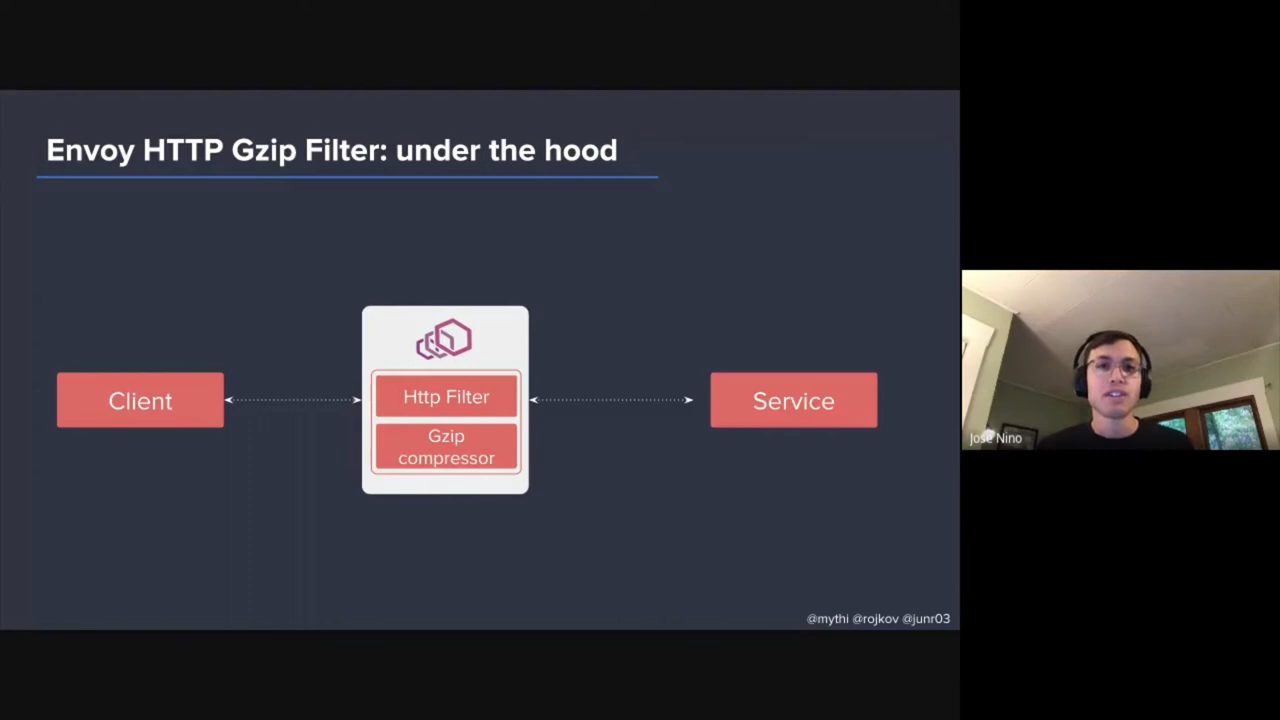 Envoy HTTP Gzip Filter: under the hood
Client
Http Filter
Gzip
compressor
Service
Jose Nino
@mythi @rojkov @junr03